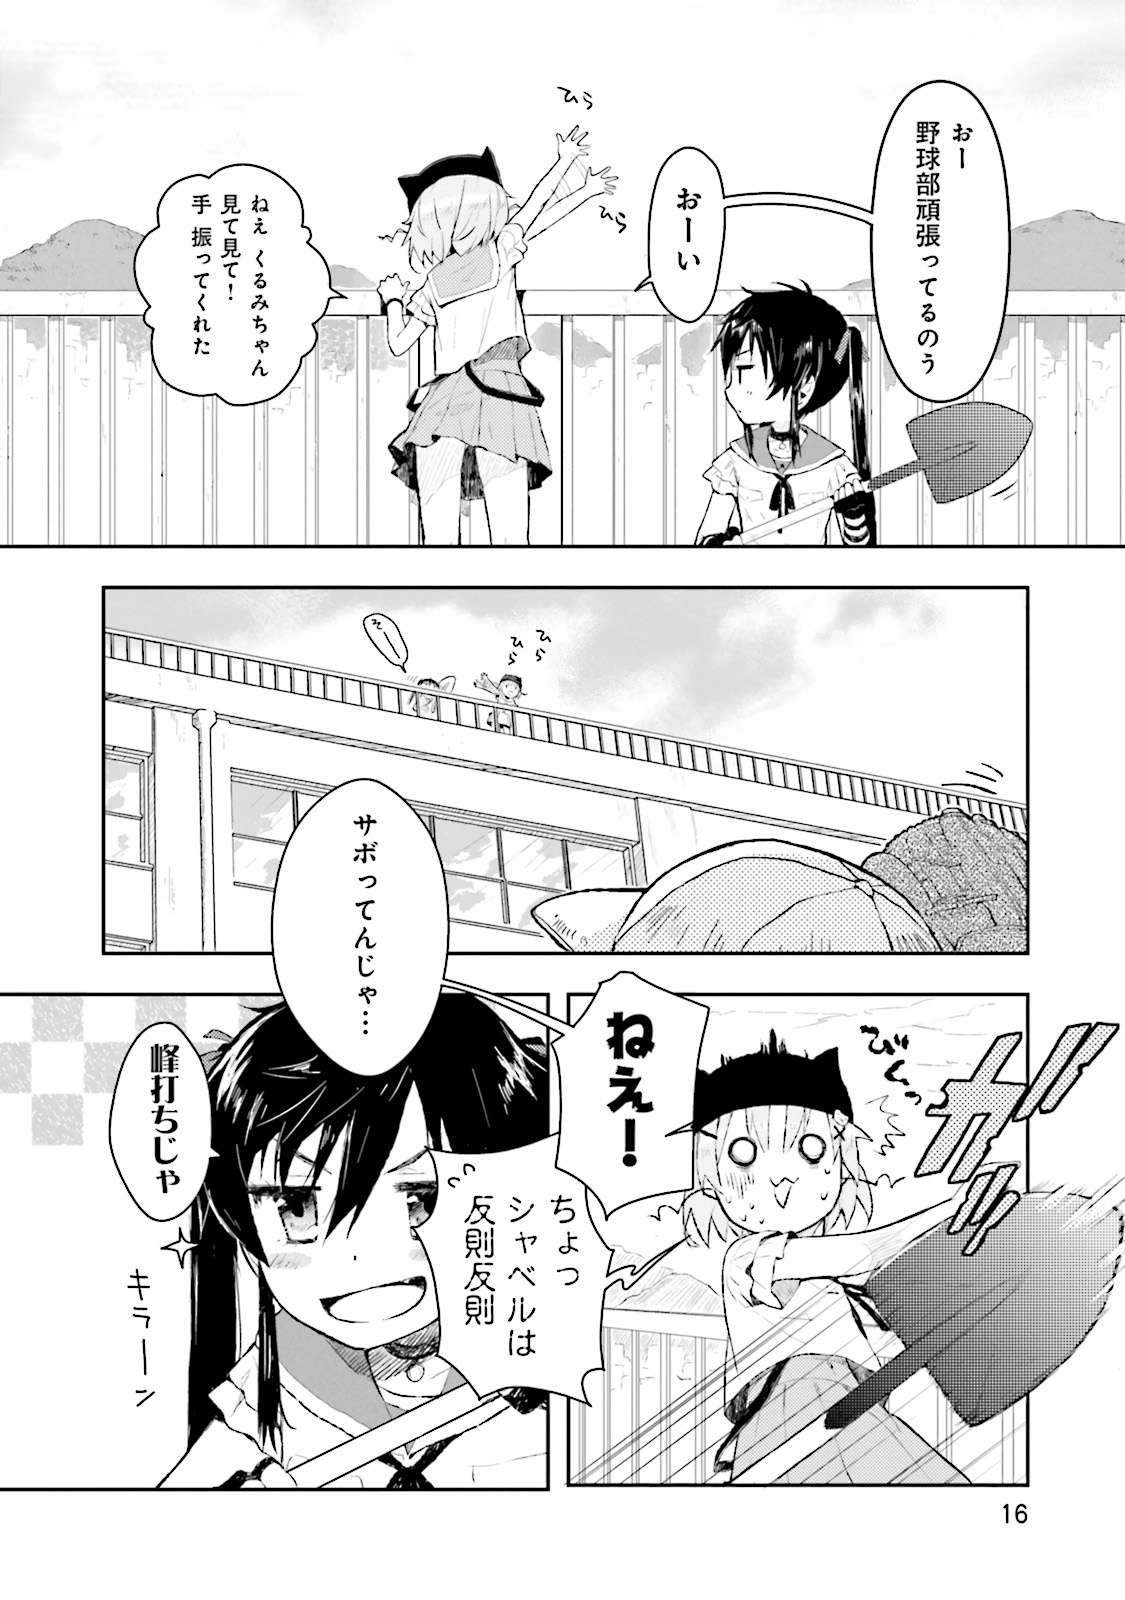 おー
野球部頑張ってるのう
おーい
ひら
ひら
ねえ くるみちゃん
見て見て!
手 振ってくれた
ひら
ひら
そー
サボってんじゃ…
ねえ!
びくっ
ガガッ
ちょっ
シャベルは
反則反則
峰打ちじゃ
キラーン
16